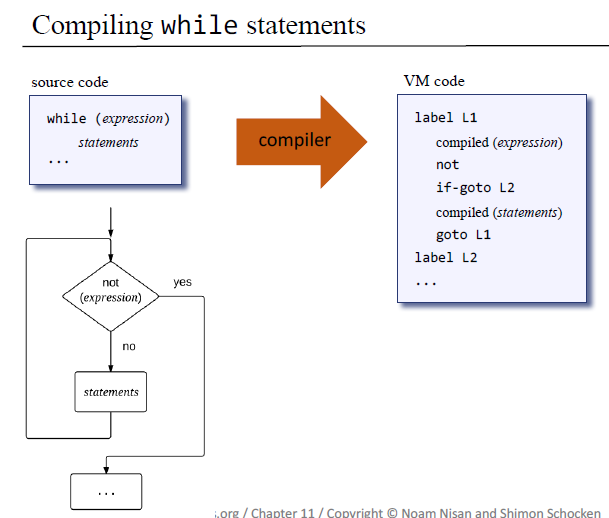 Compiling while statements
source code
while (expression)
statements
...
compiler
VM code
label L1
compiled (expression)
not
if-goto L2
compiled (statements)
goto L1
label L2
...
not
(expression)
yes
no
statements
...
s.org / Chapter 11 / Copyright © Noam Nisan and Shimon Schocken